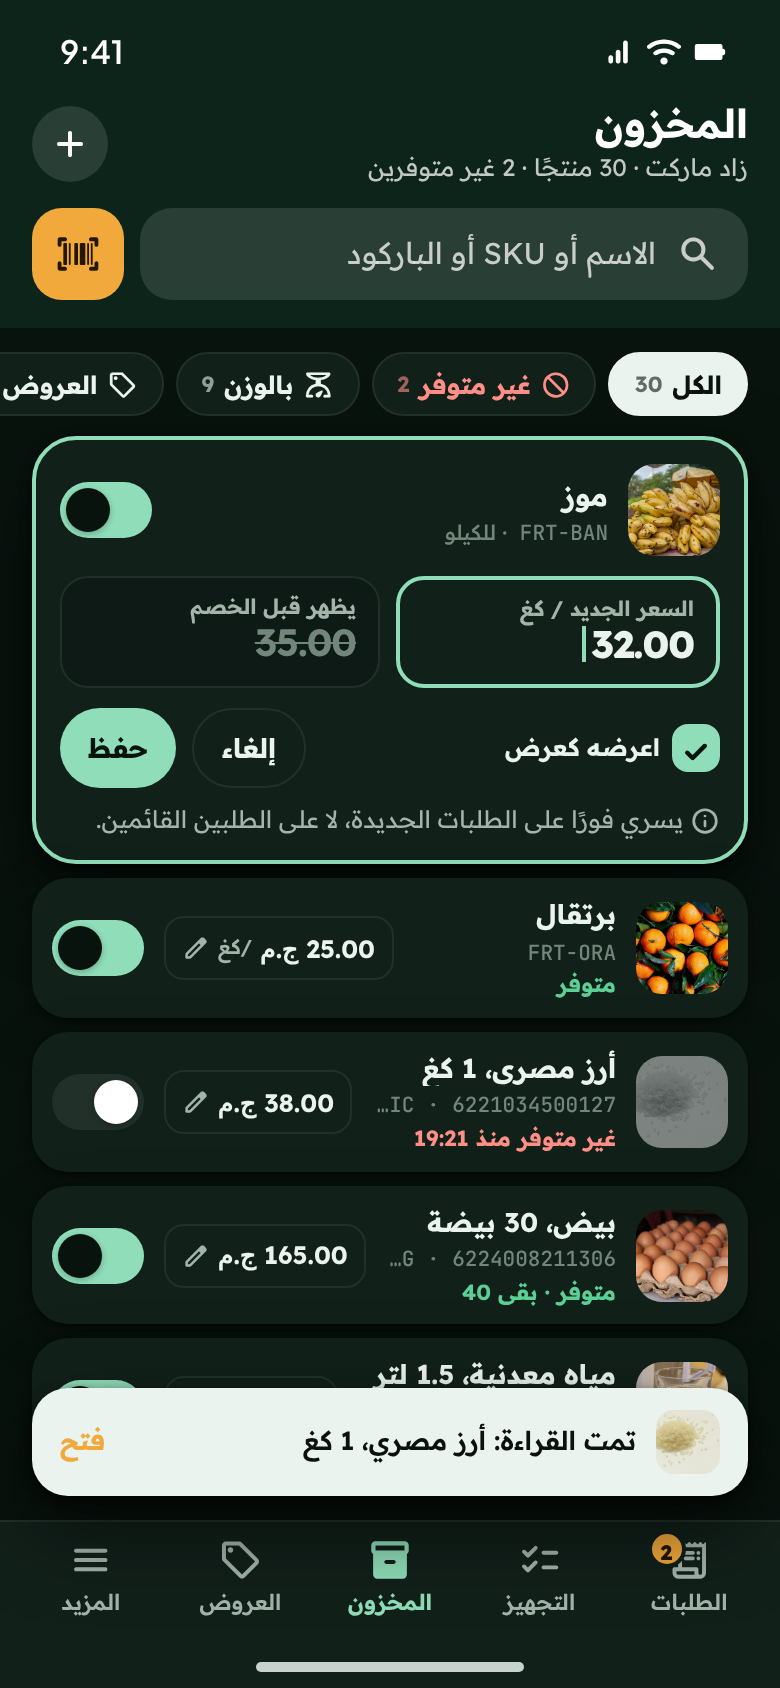 9:41
المخزون
زاد ماركت · 30 منتجًا · 2 غير متوفرين
الاسم أو SKU أو الباركود
الكل 30
غير متوفر 2
بالوزن 9
العروض
موز
FRT-BAN · للكيلو
السعر الجديد / كغ
32.00
يظهر قبل الخصم
35.00
اعرضه كعرض
إلغاء
حفظ
يسري فورًا على الطلبات الجديدة، لا على الطلبين القائمين.
برتقال
FRT-ORA
متوفر
25.00 ج.م /كغ
أرز مصري، 1 كغ
6221034500127 · IC…
غير متوفر منذ 19:21
38.00 ج.م
بيض، 30 بيضة
6224008211306 · G…
متوفر · بقي 40
165.00 ج.م
مياه معدنية، 1.5 لتر
تمت القراءة: أرز مصري، 1 كغ
فتح
2
الطلبات
التجهيز
المخزون
العروض
المزيد